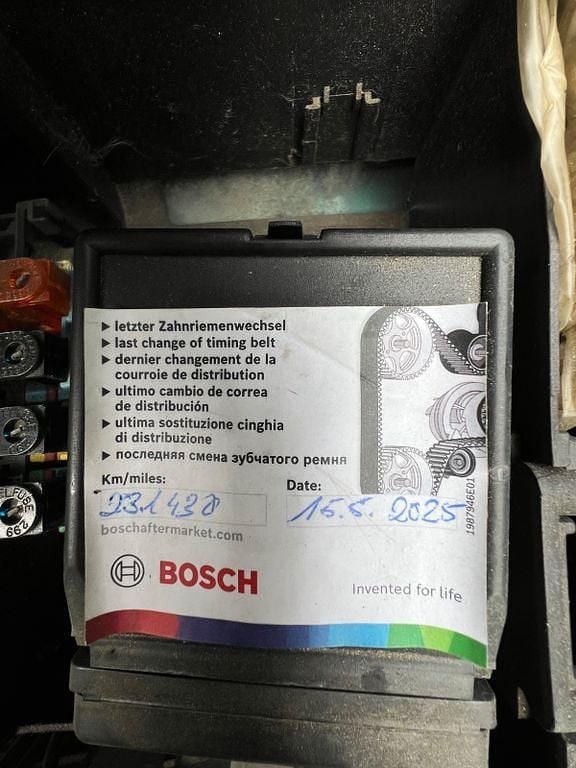 ▶ letzter Zahnriemenwechsel
▶ last change of timing belt
▶ dernier changement de la
courroie de distribution
▶ ultimo cambio de correa
de distribución
▶ ultima sostituzione cinghia
di distribuzione
▶ последняя смена зубчатого ремня
Km/miles:
Date:
231430
15.5. 2025
boschaftermarket.com
1987946E01
BOSCH
Invented for life
299